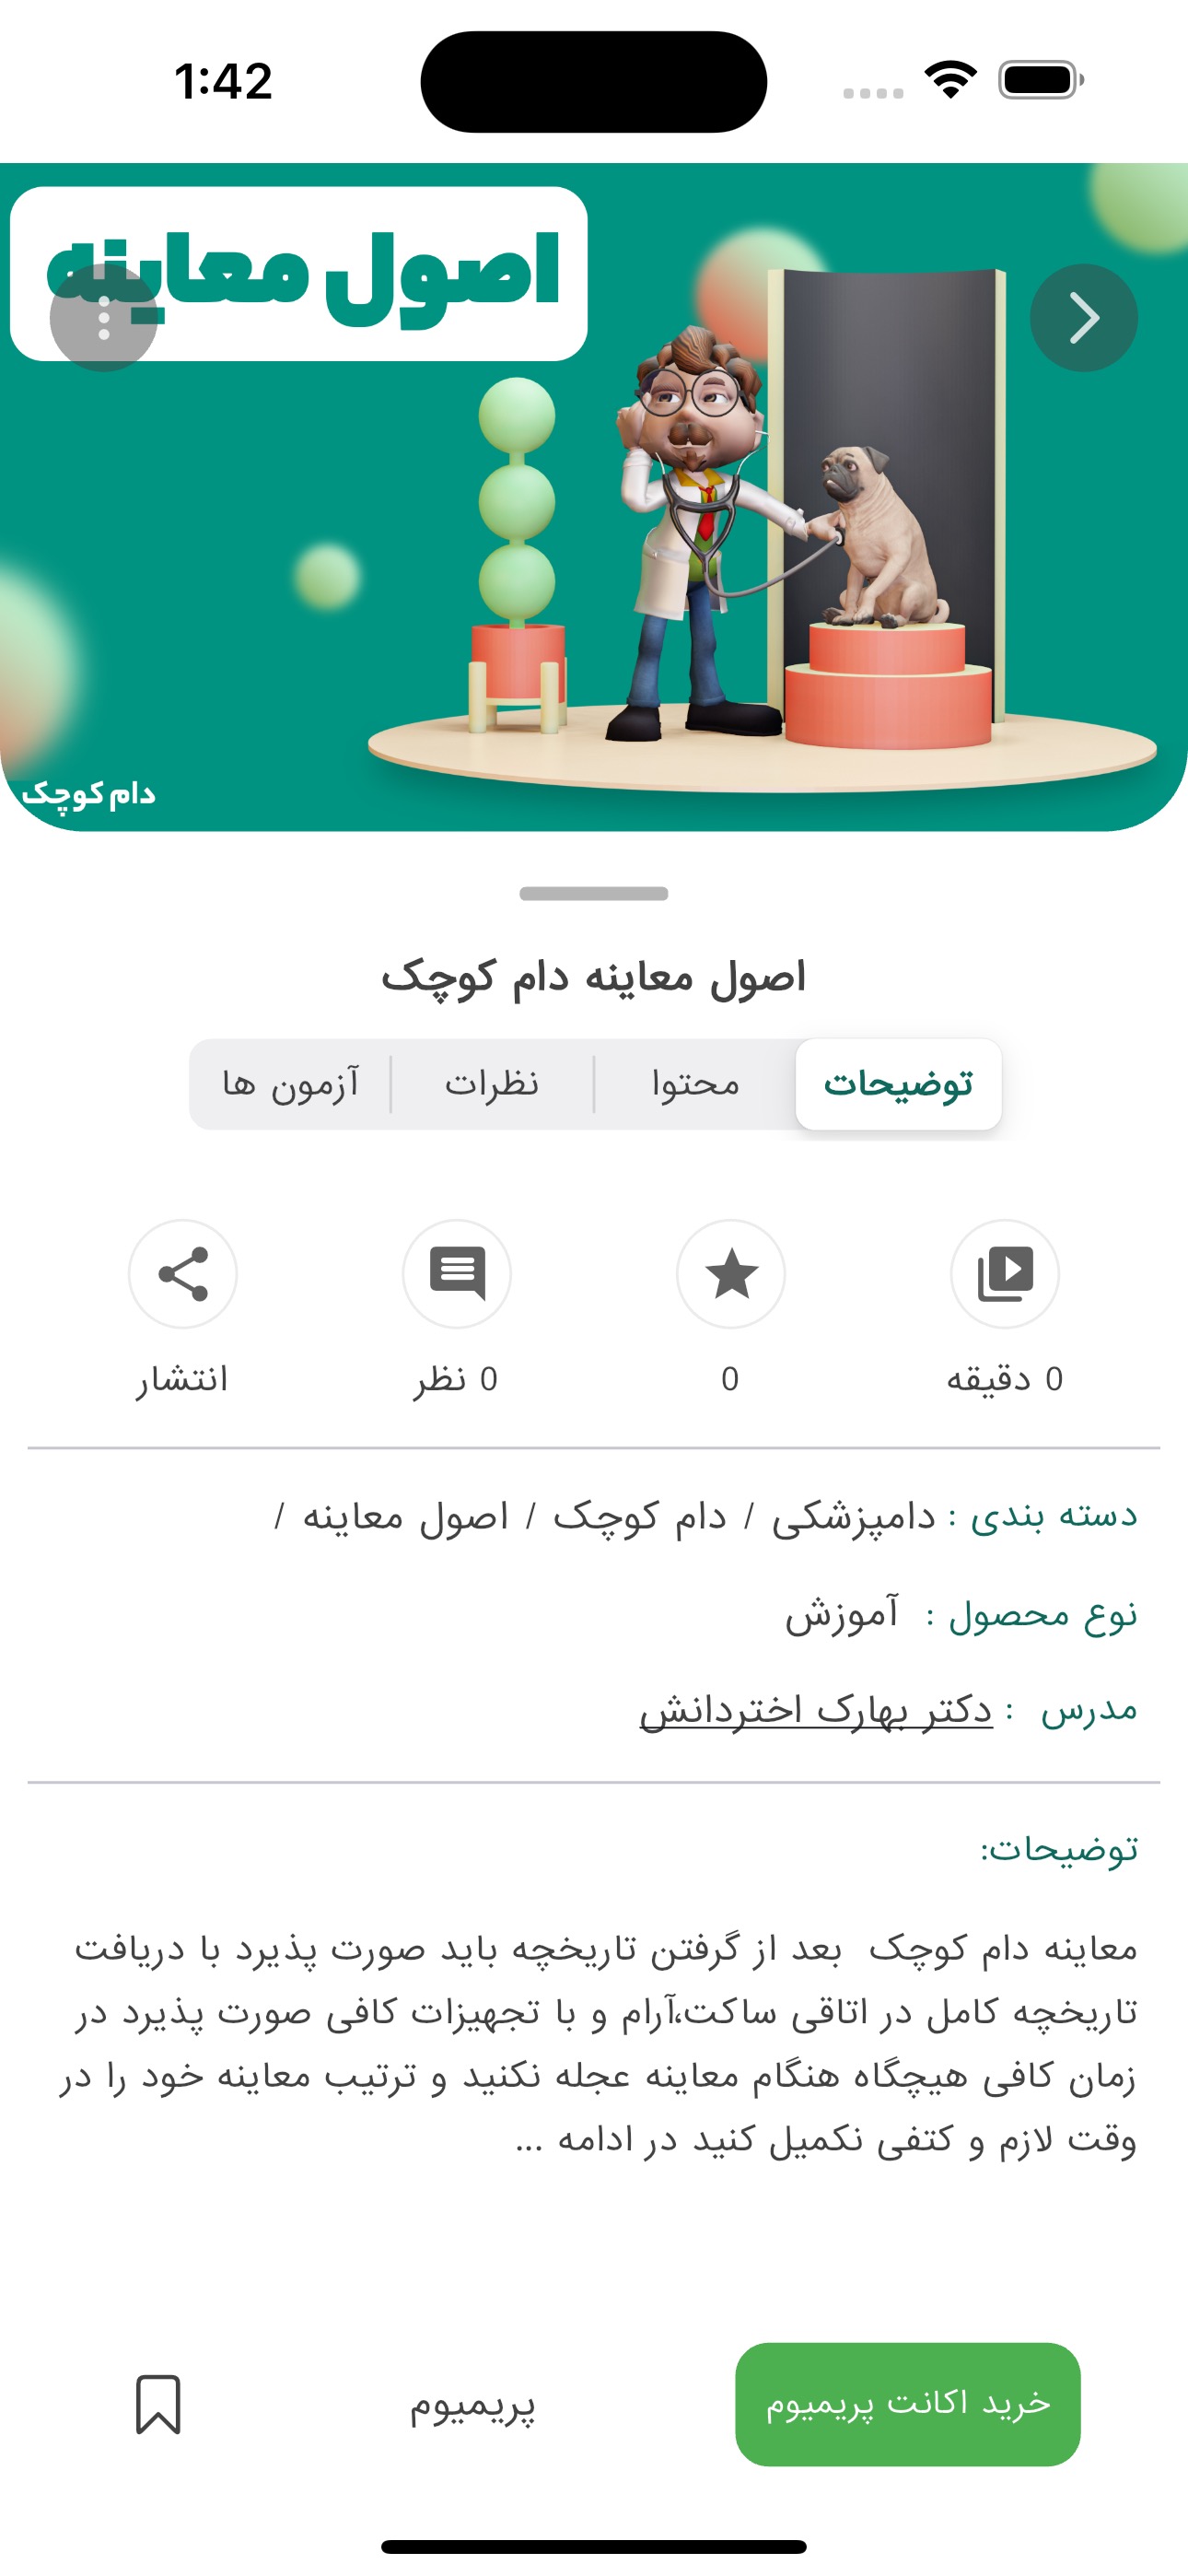 1:42
اصول معاینه
دام کوچک
اصول معاینه دام کوچک
توضیحات
محتوا
نظرات
آزمون ها
0 دقیقه
0
0 نظر
انتشار
دسته بندی : دامپزشکی / دام کوچک / اصول معاینه /
نوع محصول : آموزش
مدرس : دکتر بهارک اختردانش
توضیحات:
معاینه دام کوچک بعد از گرفتن تاریخچه باید صورت پذیرد با دریافت
تاریخچه کامل در اتاقی ساکت،آرام و با تجهیزات کافی صورت پذیرد در
زمان کافی هیچگاه هنگام معاینه عجله نکنید و ترتیب معاینه خود را در
وقت لازم و کتفی نکمیل کنید در ادامه ...
خرید اکانت پریمیوم
پریمیوم